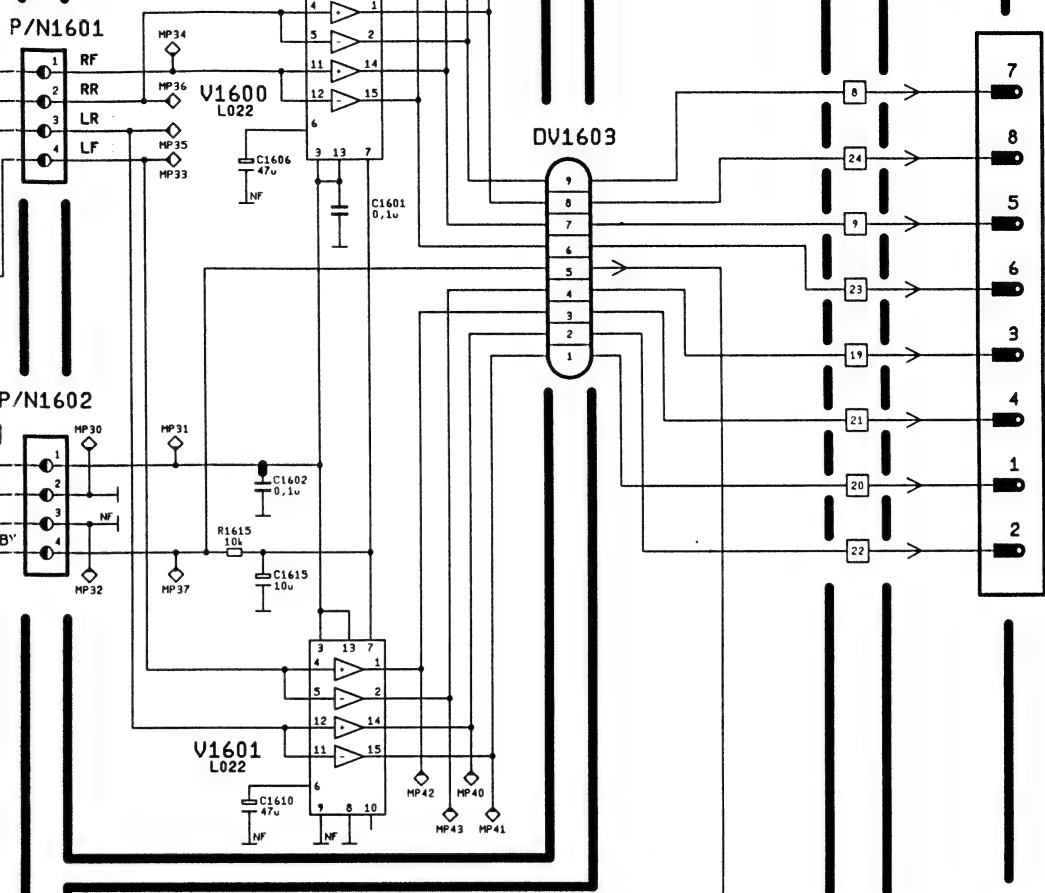 P/N1601
1 RF
2 RR
3 LR
4 LF
MP34
MP36
MP35
MP33
4 + 1
5 - 2
11 + 14
12 - 15
V1600
L022
6
3 13 7
C1606
47u
NF
C1601
0,1u
DV1603
9
8
7
6
5
4
3
2
1
8
24
9
23
19
21
20
22
7
8
5
6
3
4
1
2
P/N1602
1
2
3
4
MP30
MP31
NF
BY
MP32
MP37
C1602
0,1u
R1615
10k
C1615
10u
3 13 7
4 + 1
5 - 2
12 + 14
11 - 15
V1601
L022
6
9 8 10
C1610
47u
NF
NF
MP42
MP40
MP43
MP41